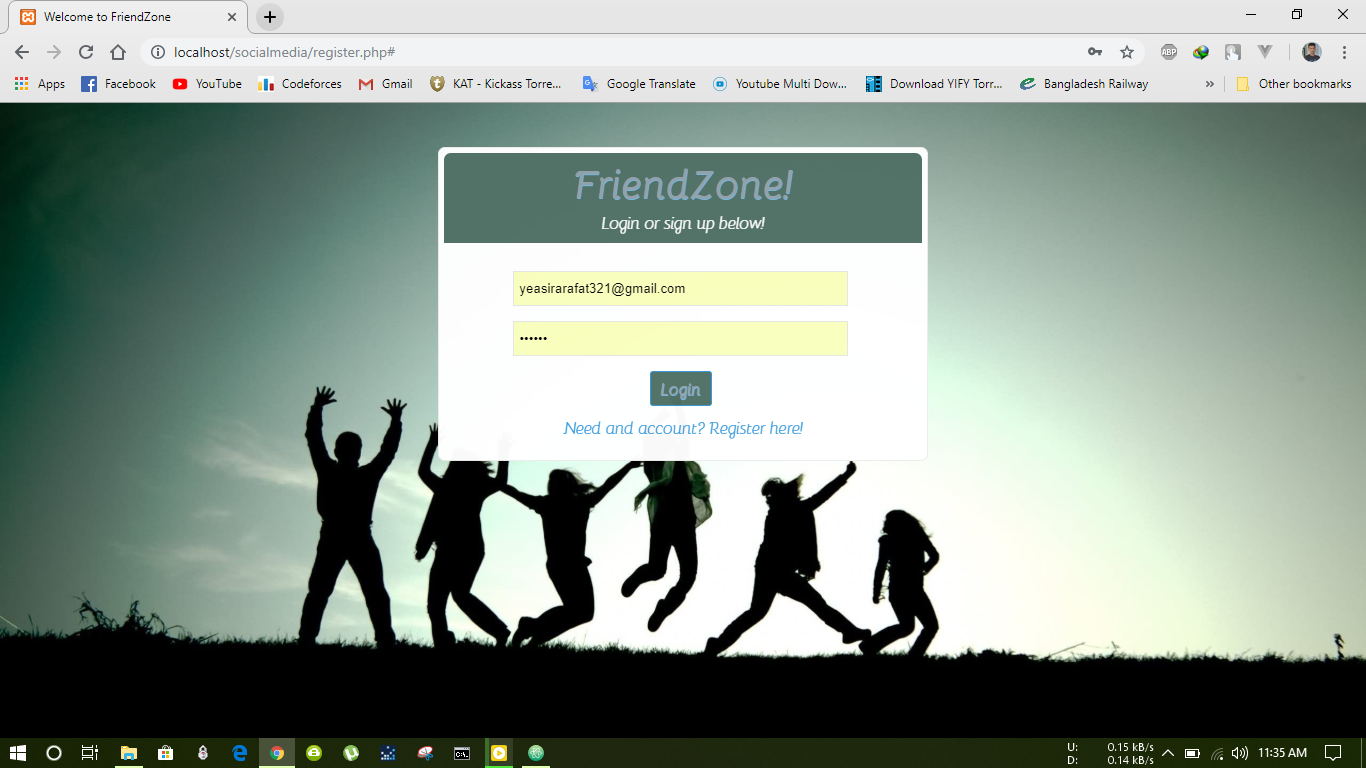 Welcome to FriendZone
localhost/socialmedia/register.php#
ABP
Apps Facebook YouTube Codeforces Gmail KAT - Kickass Torre... Google Translate Youtube Multi Dow... Download YIFY Torr... Bangladesh Railway » Other bookmarks
FriendZone!
Login or sign up below!
yeasirarafat321@gmail.com
••••••
Login
Need and account? Register here!
U: 0.15 kB/s
D: 0.14 kB/s
11:35 AM